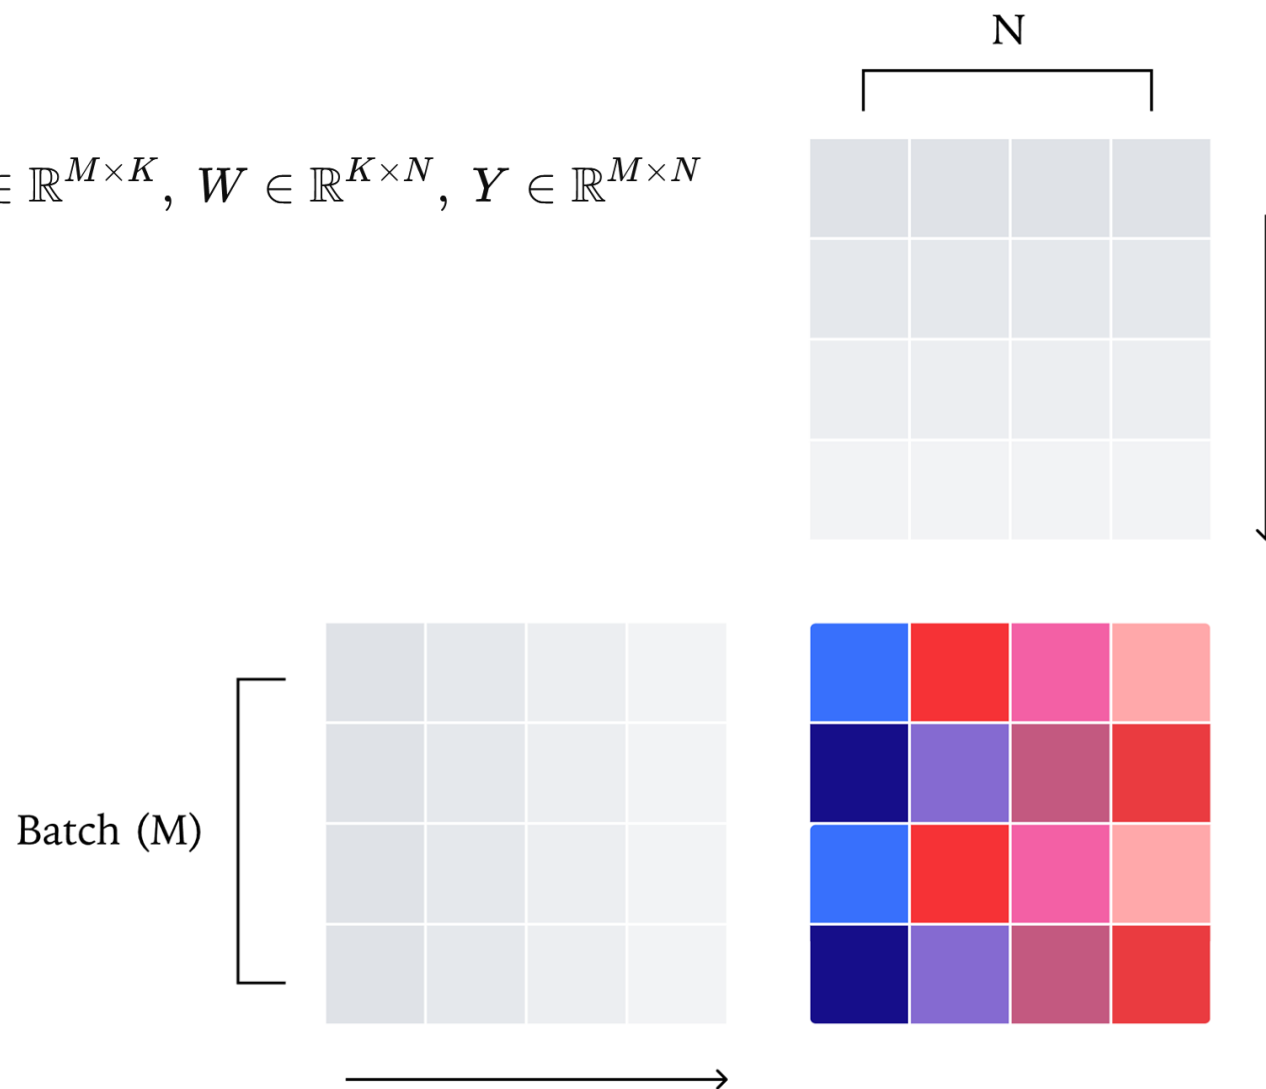 N
∈ ℝ^{M×K}, W ∈ ℝ^{K×N}, Y ∈ ℝ^{M×N}
Batch (M)